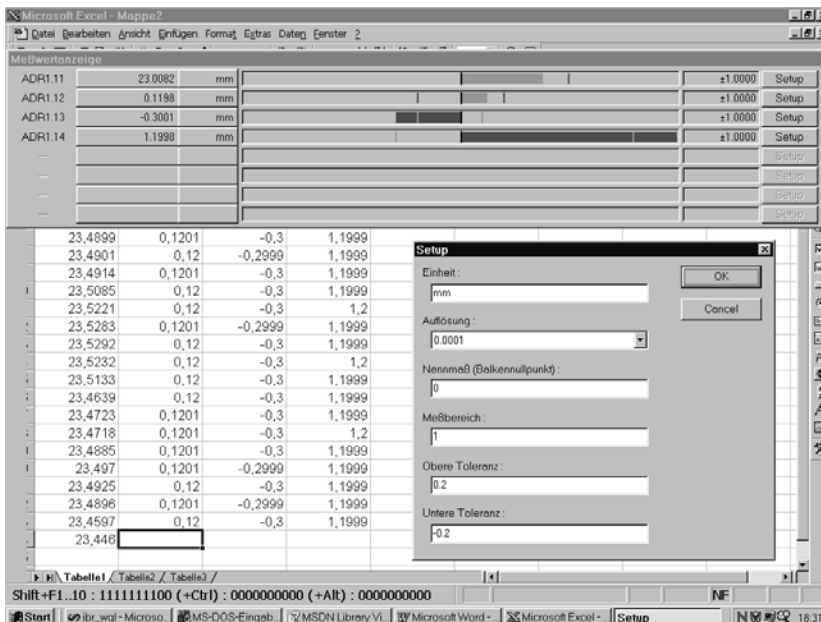 Microsoft Excel - Mappe2
Datei Bearbeiten Ansicht Einfügen Format Extras Daten Fenster ?
Meßwertanzeige
ADR1.11 23.0082 mm ±1.0000 Setup
ADR1.12 0.1198 mm ±1.0000 Setup
ADR1.13 -0.3001 mm ±1.0000 Setup
ADR1.14 1.1998 mm ±1.0000 Setup
--- Setup
--- Setup
--- Setup
--- Setup
23,4899 0,1201 -0,3 1,1999
23,4901 0,12 -0,2999 1,1999
23,4914 0,1201 -0,3 1,1999
23,5085 0,12 -0,3 1,1999
23,5221 0,12 -0,3 1,2
23,5283 0,1201 -0,2999 1,1999
23,5292 0,12 -0,3 1,1999
23,5232 0,12 -0,3 1,2
23,5133 0,12 -0,3 1,1999
23,4639 0,12 -0,3 1,1999
23,4723 0,1201 -0,3 1,1999
23,4718 0,1201 -0,3 1,2
23,4885 0,1201 -0,3 1,1999
23,497 0,1201 -0,2999 1,1999
23,4925 0,12 -0,3 1,1999
23,4896 0,1201 -0,2999 1,1999
23,4597 0,12 -0,3 1,1999
23,446
Setup
Einheit:
mm
OK
Cancel
Auflösung:
0.0001
Nennmaß (Balkennullpunkt):
0
Meßbereich:
1
Obere Toleranz:
0.2
Untere Toleranz:
-0.2
Tabelle1 / Tabelle2 / Tabelle3 /
Shift+F1..10 : 1111111100 (+Ctrl) : 0000000000 (+Alt) : 0000000000 NF
Start ibr_wgl - Microso... MS-DOS-Eingab... MSDN Library Vi... Microsoft Word - ... Microsoft Excel - ... Setup 18:31